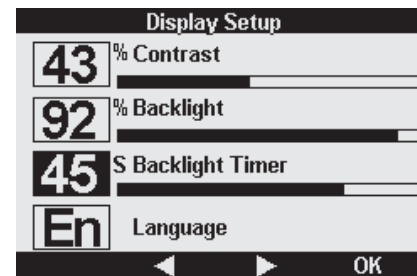 Display Setup
43 % Contrast
92 % Backlight
45 S Backlight Timer
En Language
OK